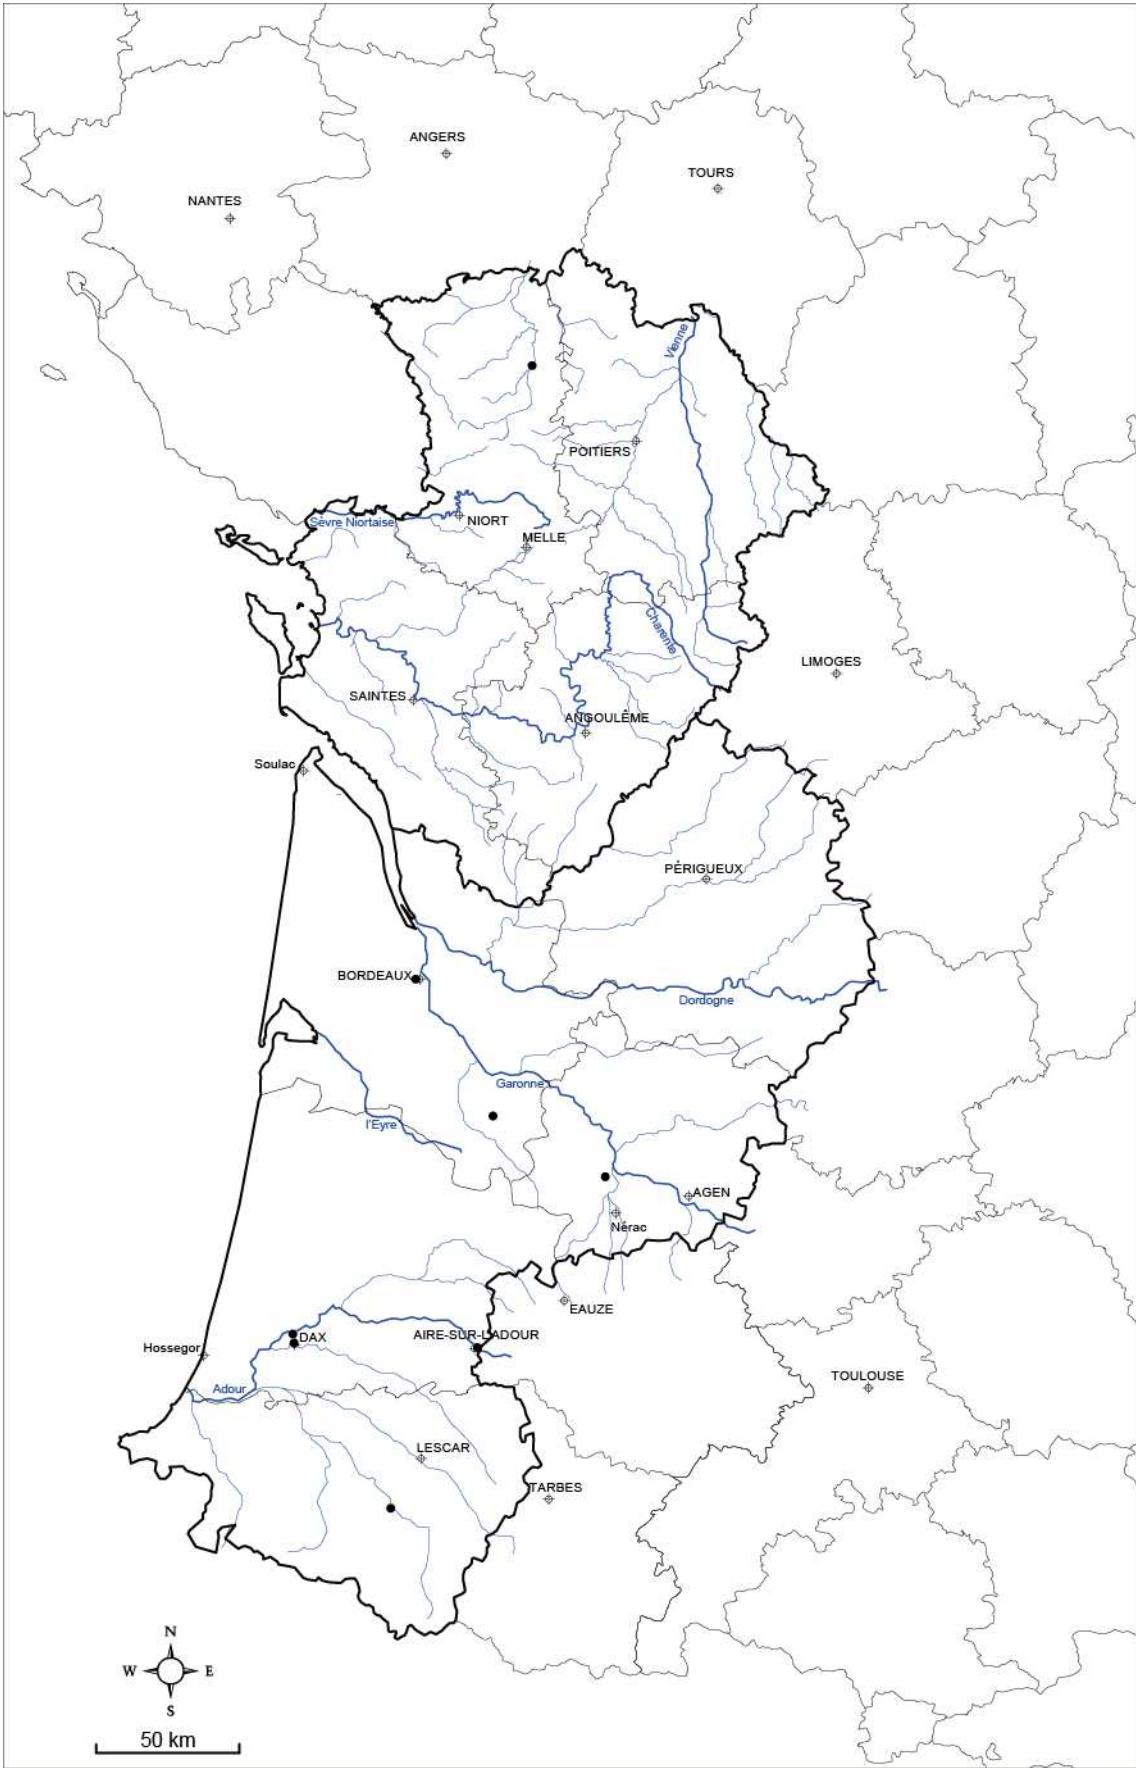 ANGERS
TOURS
NANTES
Vienne
POITIERS
Sèvre Niortaise
NIORT
MELLE
Charente
LIMOGES
SAINTES
ANGOULÊME
Soulac
PÉRIGUEUX
BORDEAUX
Dordogne
Garonne
l'Eyre
AGEN
Nérac
EAUZE
DAX
AIRE-SUR-L'ADOUR
Hossegor
TOULOUSE
Adour
LESCAR
TARBES
N
W E
S
50 km